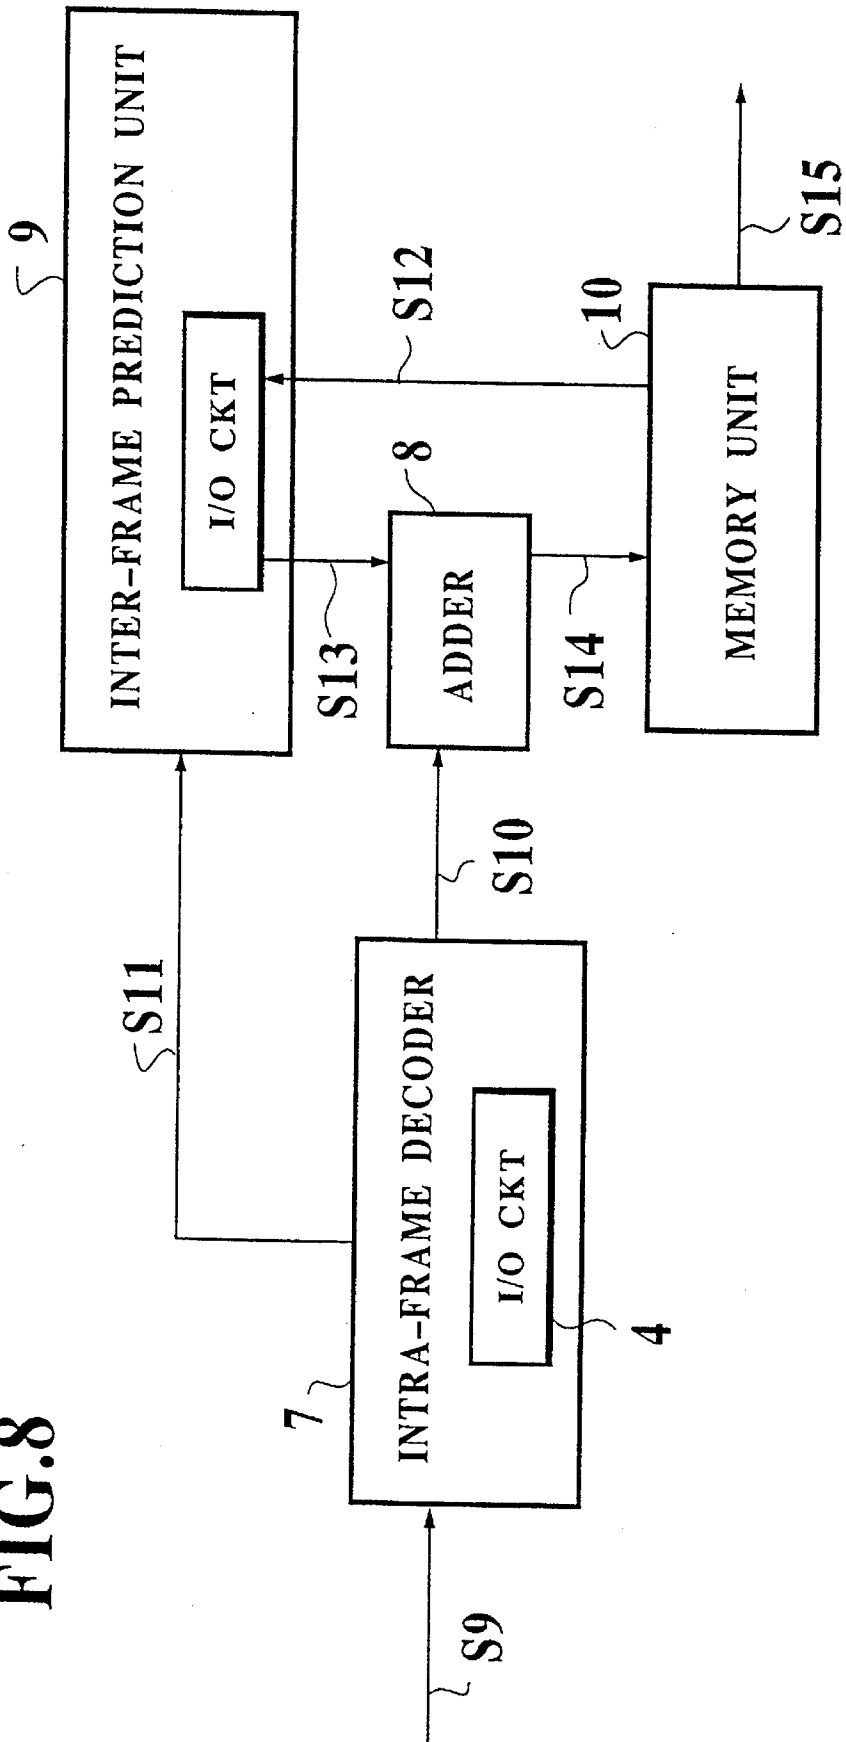 FIG.8
9
INTER-FRAME PREDICTION UNIT
I/O CKT
S11
S13
S12
8
ADDER
S10
S14
10
MEMORY UNIT
S15
7
INTRA-FRAME DECODER
I/O CKT
4
S9